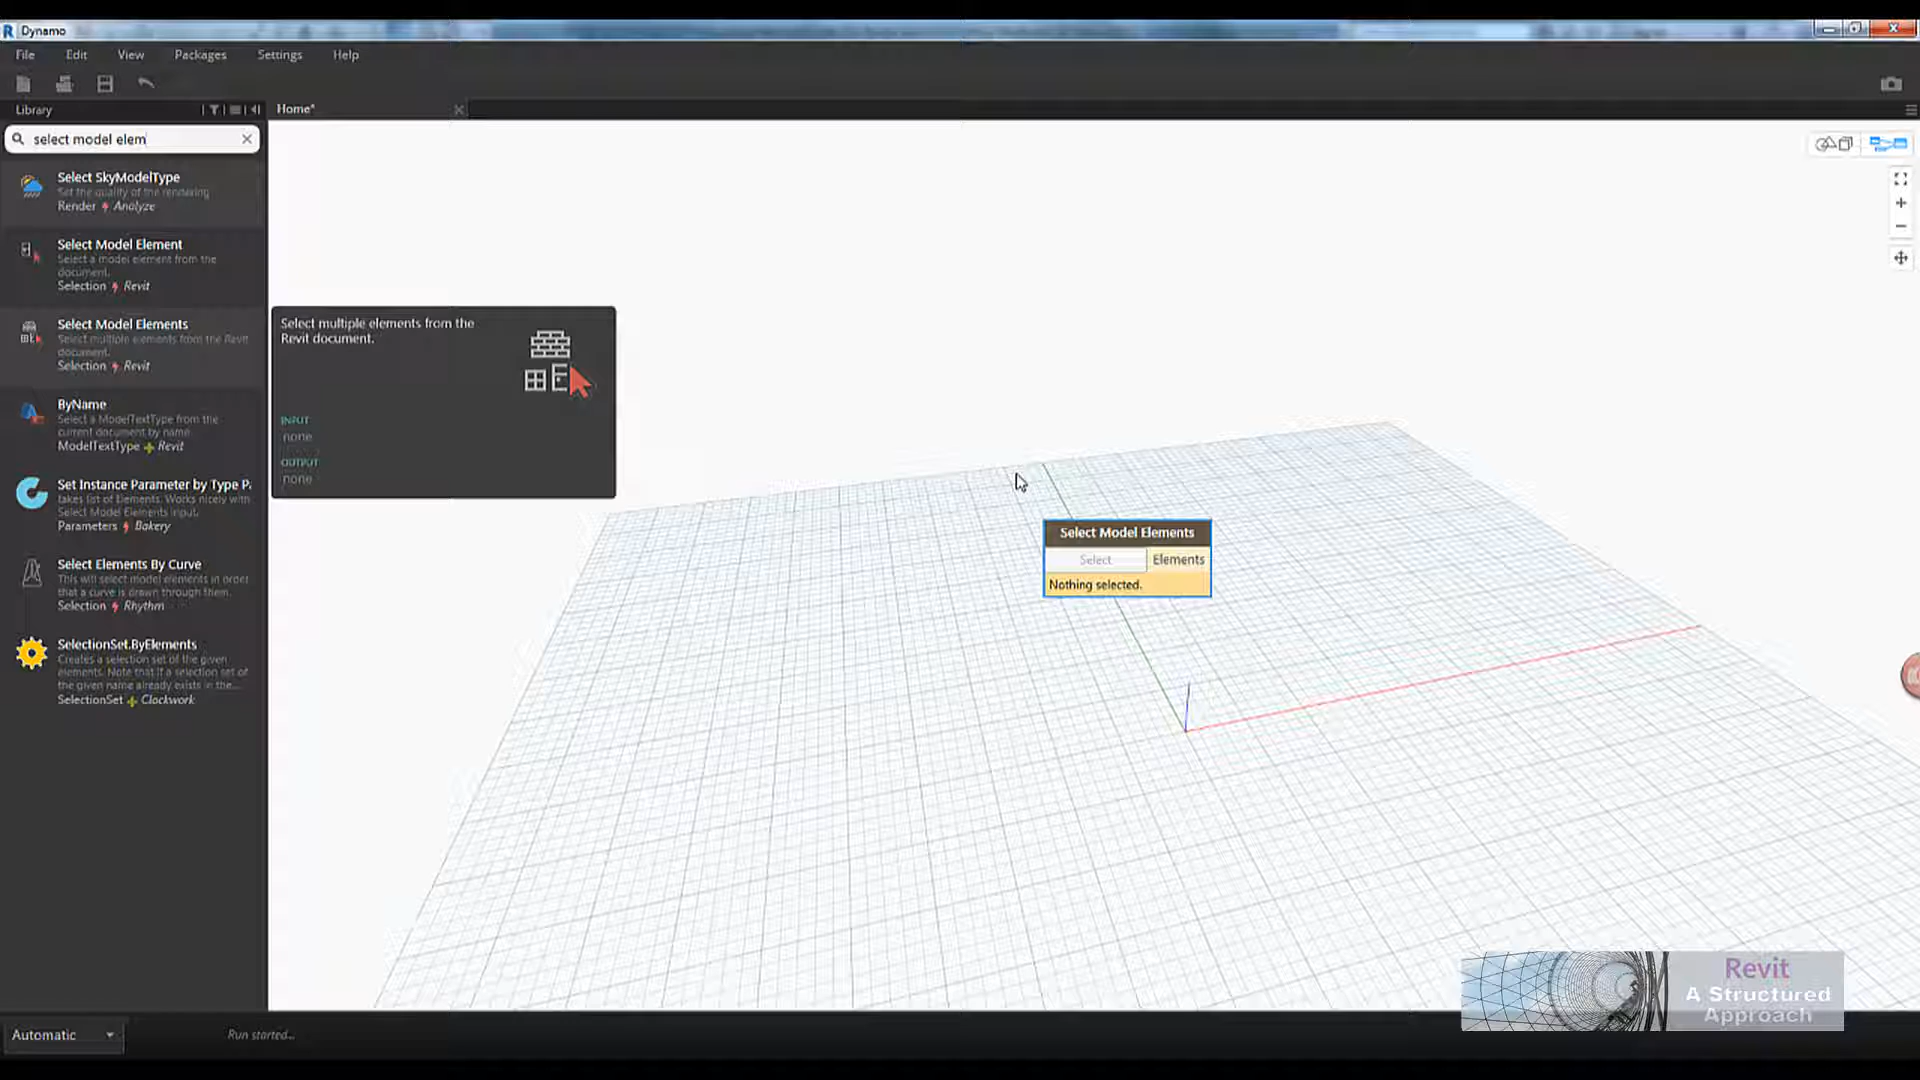 Dynamo
File Edit View Packages Settings Help
Library
Home*
select model elem
Select SkyModelType
Set the quality of the rendering
Render Analyze
Select Model Element
Select a model element from the
document.
Selection Revit
Select Model Elements
Select multiple elements from the Revit
document.
Selection Revit
ByName
Select a ModelTextType from the
current document by name.
ModelTextType Revit
Set Instance Parameter by Type P
takes list of Elements. Works nicely with
Select Model Elements input.
Parameters Bakery
Select Elements By Curve
This will select model elements in order
that a curve is drawn through them.
Selection Rhythm
SelectionSet.ByElements
Creates a selection set of the given
elements. Note that if a selection set of
the given name already exists in the...
SelectionSet Clockwork
Select multiple elements from the
Revit document.
INPUT
none
OUTPUT
none
Select Model Elements
Select Elements
Nothing selected.
Revit
A Structured
Approach
Automatic
Run started...